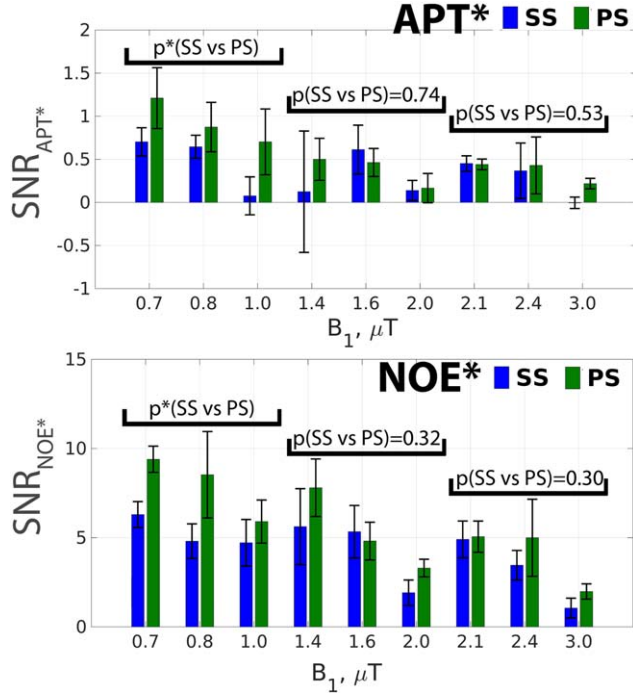 APT* SS PS
p*(SS vs PS)
p(SS vs PS)=0.74
p(SS vs PS)=0.53
SNR_APT*
2
1.5
1
0.5
0
-0.5
-1
0.7 0.8 1.0 1.4 1.6 2.0 2.1 2.4 3.0
B₁, μT
NOE* SS PS
p*(SS vs PS)
p(SS vs PS)=0.32
p(SS vs PS)=0.30
SNR_NOE*
15
10
5
0
0.7 0.8 1.0 1.4 1.6 2.0 2.1 2.4 3.0
B₁, μT